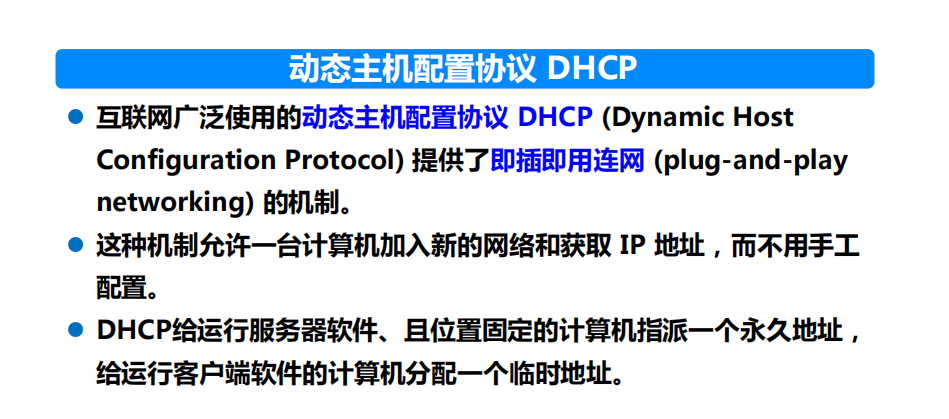 动态主机配置协议 DHCP
互联网广泛使用的动态主机配置协议 DHCP (Dynamic Host
Configuration Protocol) 提供了即插即用连网 (plug-and-play
networking) 的机制。
这种机制允许一台计算机加入新的网络和获取 IP 地址，而不用手工
配置。
DHCP给运行服务器软件、且位置固定的计算机指派一个永久地址，
给运行客户端软件的计算机分配一个临时地址。